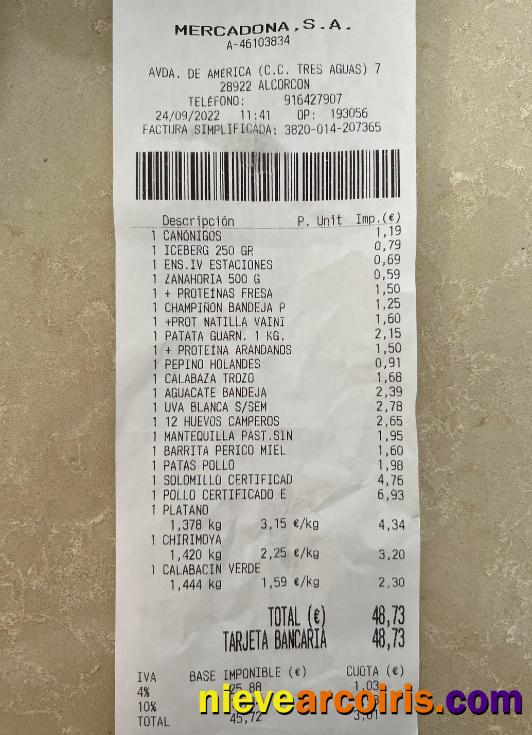 MERCADONA, S.A.
A-46103834
AVDA. DE AMÉRICA (C.C. TRES AGUAS) 7
28922 ALCORCON
TELÉFONO: 916427907
24/09/2022 11:41 OP: 193056
FACTURA SIMPLIFICADA: 3820-014-207365
Descripción P. Unit Imp.(€)
1 CANÓNIGOS 1,19
1 ICEBERG 250 GR 0,79
1 ENS.IV ESTACIONES 0,69
1 ZANAHORIA 500 G 0,59
1 + PROTEÍNAS FRESA 1,50
1 CHAMPIÑON BANDEJA P 1,25
1 +PROT NATILLA VAINI 1,60
1 PATATA GUARN. 1 KG. 2,15
1 + PROTEÍNA ARANDANOS 1,50
1 PEPINO HOLANDES 0,91
1 CALABAZA TROZO 1,68
1 AGUACATE BANDEJA 2,39
1 UVA BLANCA S/SEM 2,78
1 12 HUEVOS CAMPEROS 2,65
1 MANTEQUILLA PAST.SIN 1,95
1 BARRITA PERICO MIEL 1,60
1 PATAS POLLO 1,98
1 SOLOMILLO CERTIFICAD 4,76
1 POLLO CERTIFICADO E 6,93
1 PLATANO
1,378 kg 3,15 €/kg 4,34
1 CHIRIMOYA
1,420 kg 2,25 €/kg 3,20
1 CALABACIN VERDE
1,444 kg 1,59 €/kg 2,30
TOTAL (€) 48,73
TARJETA BANCARIA 48,73
IVA BASE IMPONIBLE (€) CUOTA (€)
4% 25,88 1,03
10%
TOTAL 45,72 3,01
nievearcoiris.com